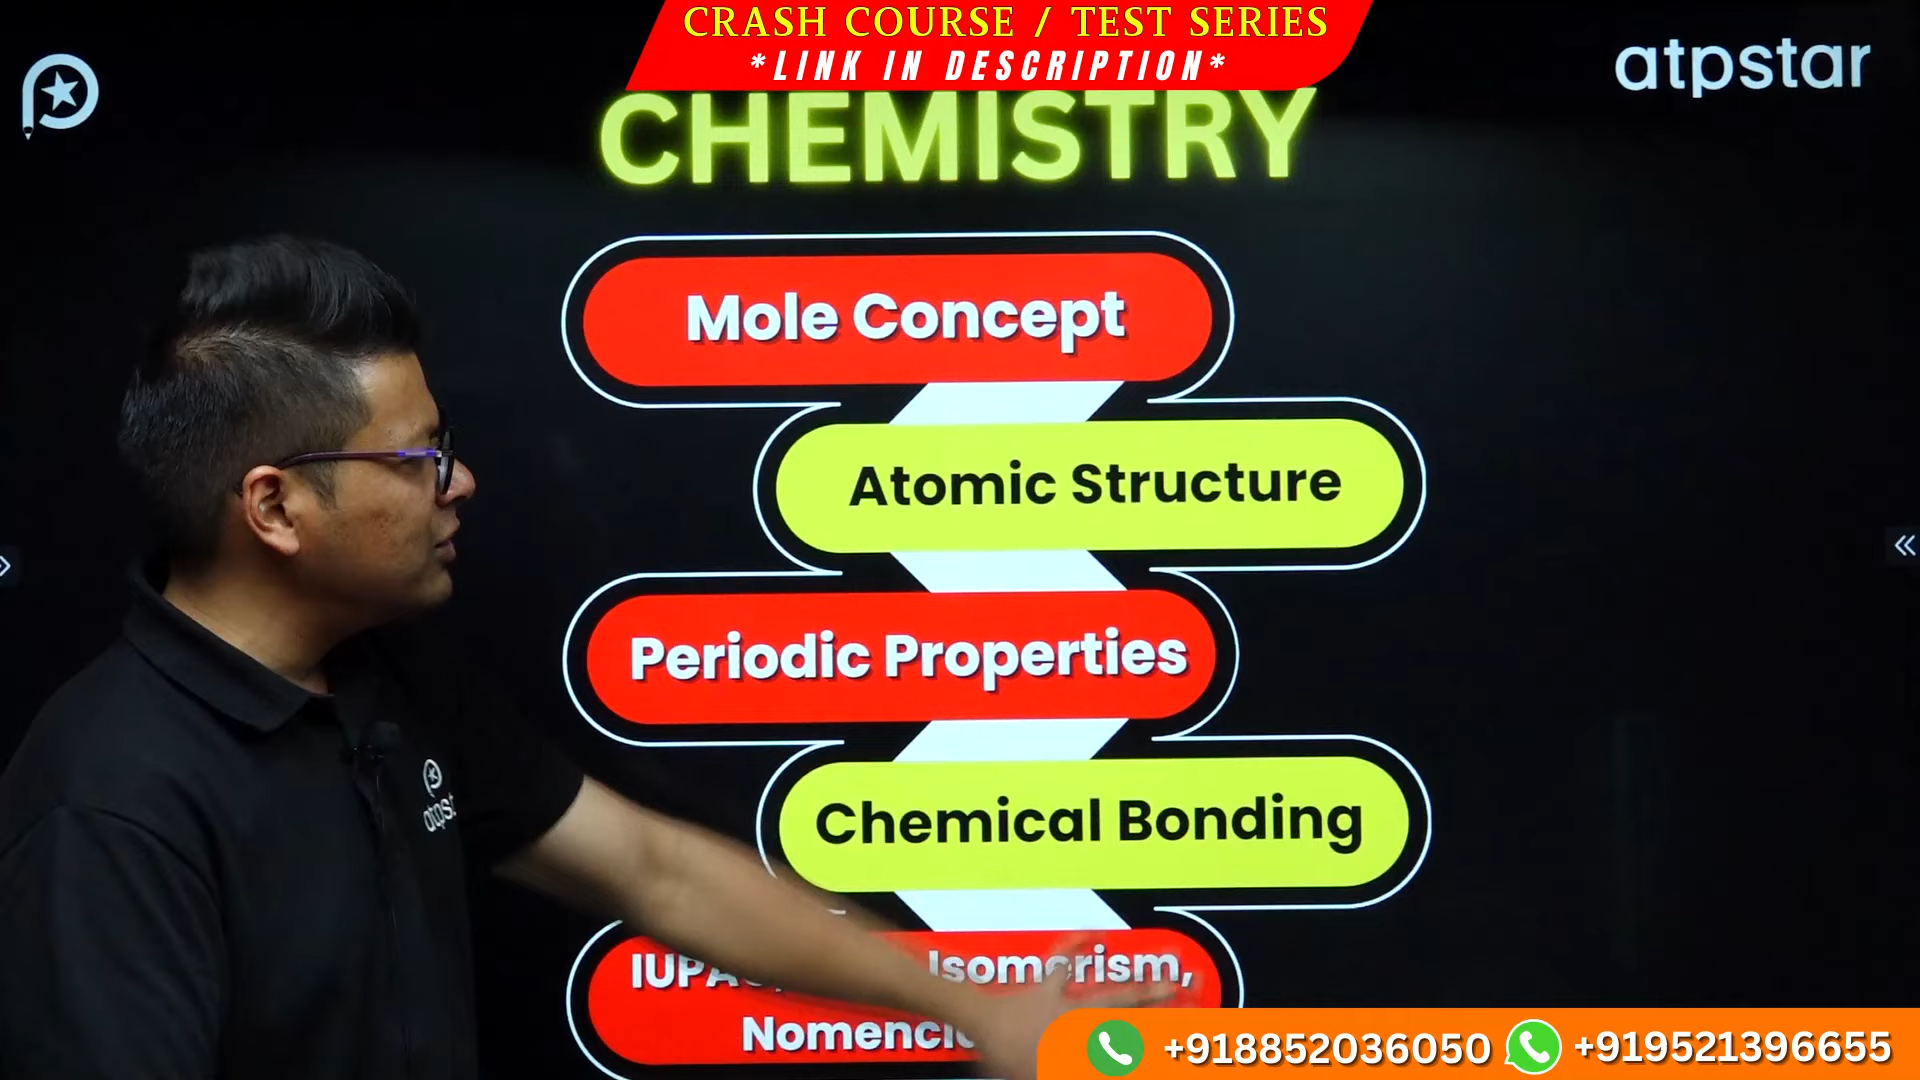 CRASH COURSE / TEST SERIES
*LINK IN DESCRIPTION*
atpstar
CHEMISTRY
Mole Concept
Atomic Structure
Periodic Properties
Chemical Bonding
Isomerism,
+918852036050
+919521396655